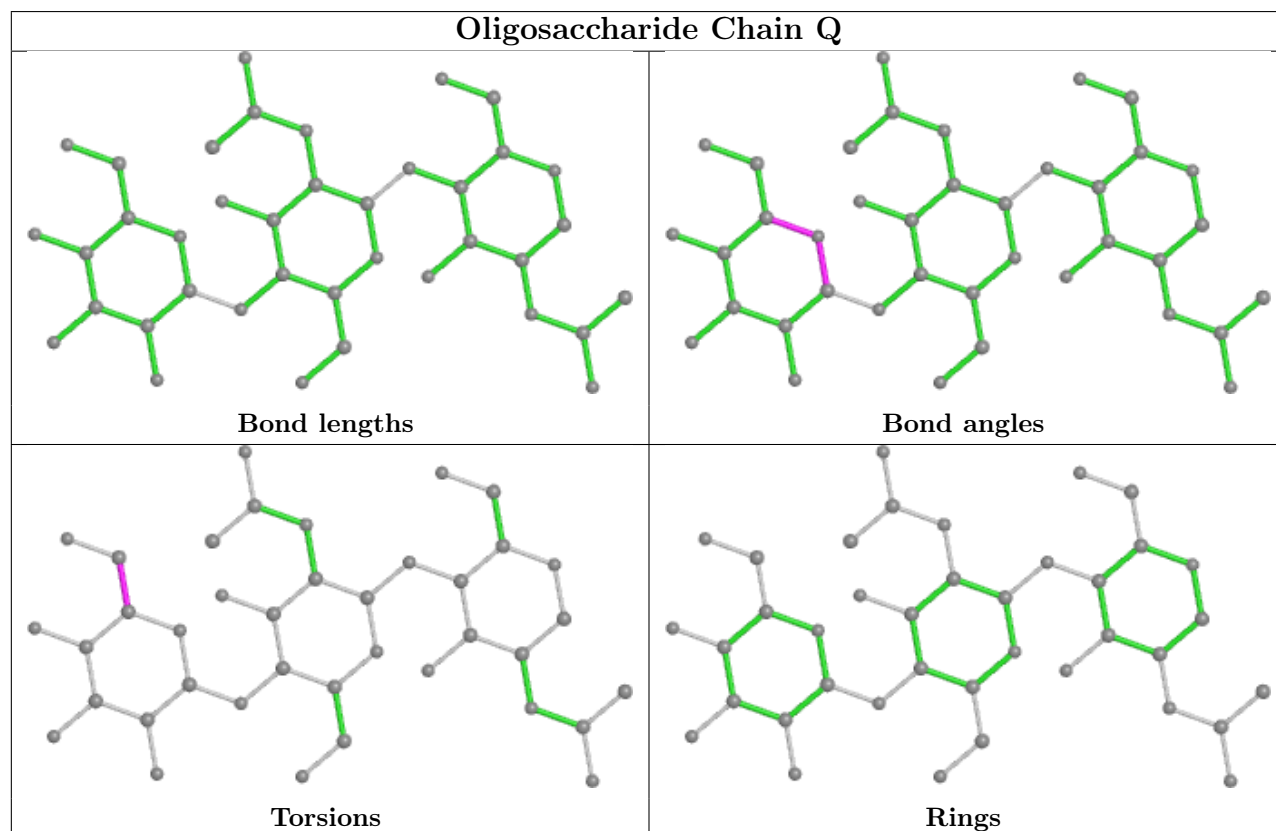 Oligosaccharide Chain Q
Bond lengths
Bond angles
Torsions
Rings